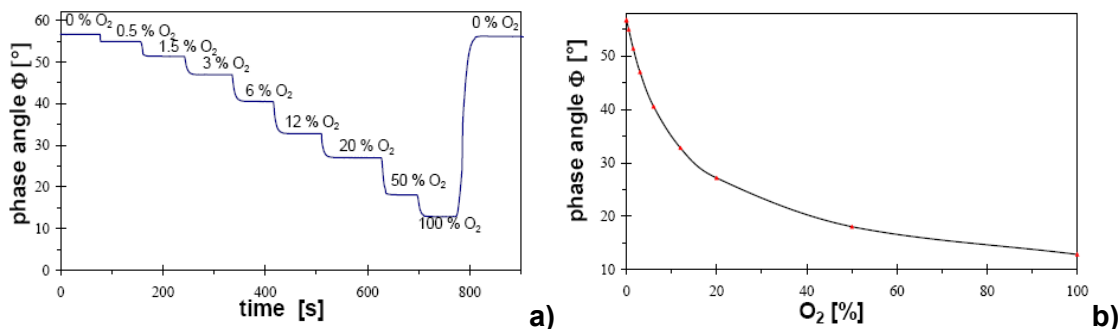 0 % O₂
0.5 % O₂
1.5 % O₂
3 % O₂
6 % O₂
12 % O₂
20 % O₂
50 % O₂
100 % O₂
0 % O₂
60
50
40
30
20
10
0
phase angle Φ [°]
0 200 400 600 800
time [s]
a)
50
40
30
20
10
phase angle Φ [°]
0 20 40 60 80 100
O₂ [%]
b)